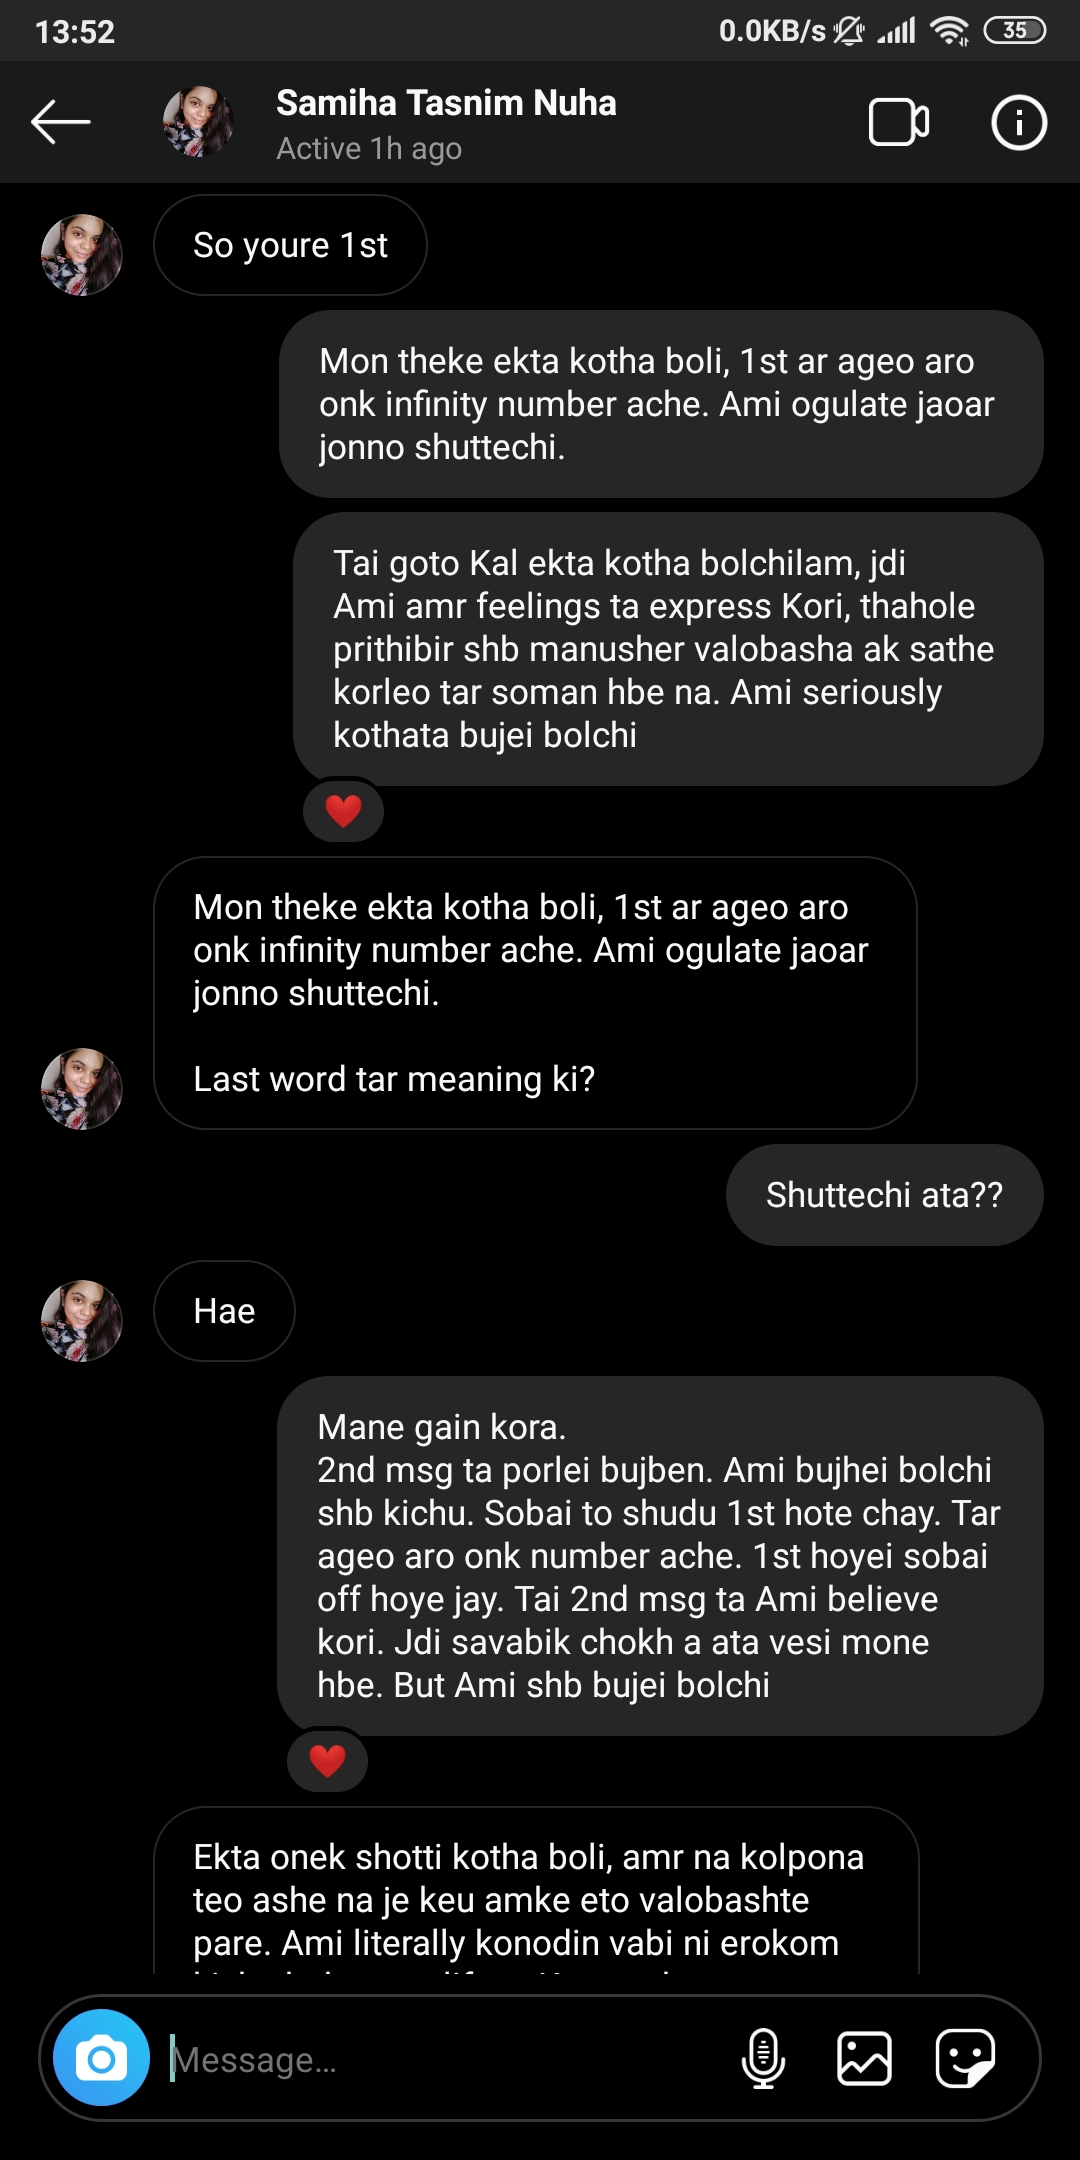 13:52
0.0KB/s
35
Samiha Tasnim Nuha
Active 1h ago
So youre 1st
Mon theke ekta kotha boli, 1st ar ageo aro
onk infinity number ache. Ami ogulate jaoar
jonno shuttechi.
Tai goto Kal ekta kotha bolchilam, jdi
Ami amr feelings ta express Kori, thahole
prithibir shb manusher valobasha ak sathe
korleo tar soman hbe na. Ami seriously
kothata bujei bolchi
Mon theke ekta kotha boli, 1st ar ageo aro
onk infinity number ache. Ami ogulate jaoar
jonno shuttechi.
Last word tar meaning ki?
Shuttechi ata??
Hae
Mane gain kora.
2nd msg ta porlei bujben. Ami bujhei bolchi
shb kichu. Sobai to shudu 1st hote chay. Tar
ageo aro onk number ache. 1st hoyei sobai
off hoye jay. Tai 2nd msg ta Ami believe
kori. Jdi savabik chokh a ata vesi mone
hbe. But Ami shb bujei bolchi
Ekta onek shotti kotha boli, amr na kolpona
teo ashe na je keu amke eto valobashte
pare. Ami literally konodin vabi ni erokom
Message...